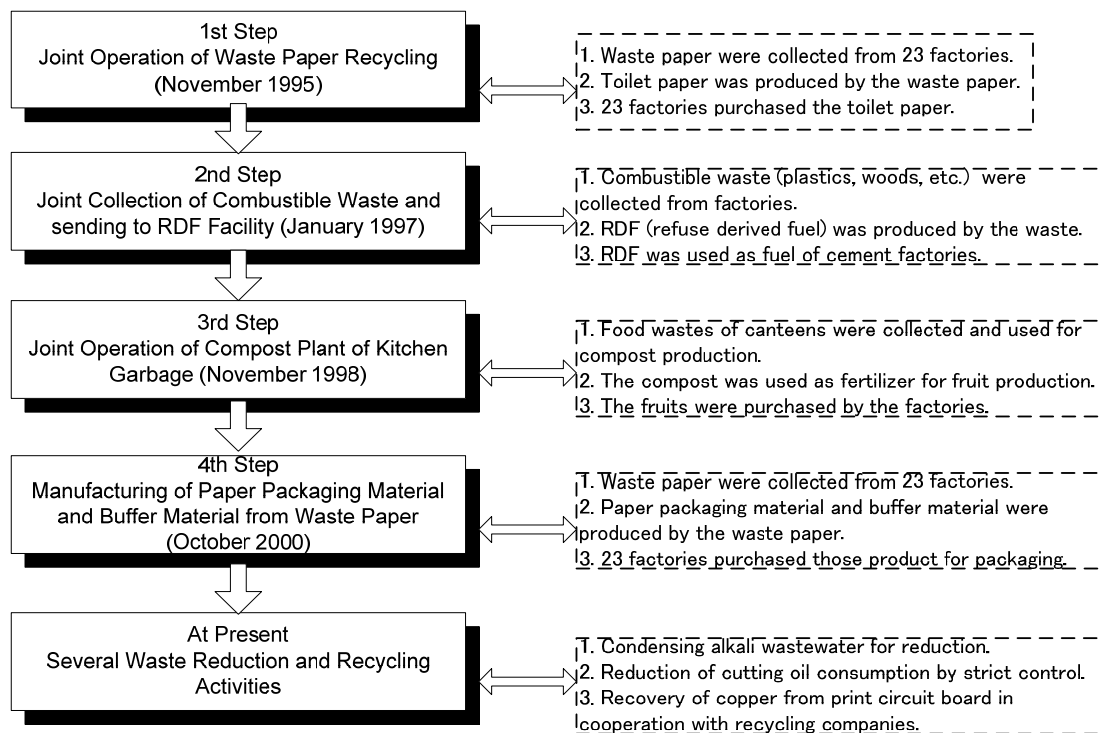 1st Step
Joint Operation of Waste Paper Recycling
(November 1995)
1. Waste paper were collected from 23 factories.
2. Toilet paper was produced by the waste paper.
3. 23 factories purchased the toilet paper.
2nd Step
Joint Collection of Combustible Waste and
sending to RDF Facility (January 1997)
1. Combustible waste (plastics, woods, etc.) were
collected from factories.
2. RDF (refuse derived fuel) was produced by the waste.
3. RDF was used as fuel of cement factories.
3rd Step
Joint Operation of Compost Plant of Kitchen
Garbage (November 1998)
1. Food wastes of canteens were collected and used for
compost production.
2. The compost was used as fertilizer for fruit production.
3. The fruits were purchased by the factories.
4th Step
Manufacturing of Paper Packaging Material
and Buffer Material from Waste Paper
(October 2000)
1. Waste paper were collected from 23 factories.
2. Paper packaging material and buffer material were
produced by the waste paper.
3. 23 factories purchased those product for packaging.
At Present
Several Waste Reduction and Recycling
Activities
1. Condensing alkali wastewater for reduction.
2. Reduction of cutting oil consumption by strict control.
3. Recovery of copper from print circuit board in
cooperation with recycling companies.